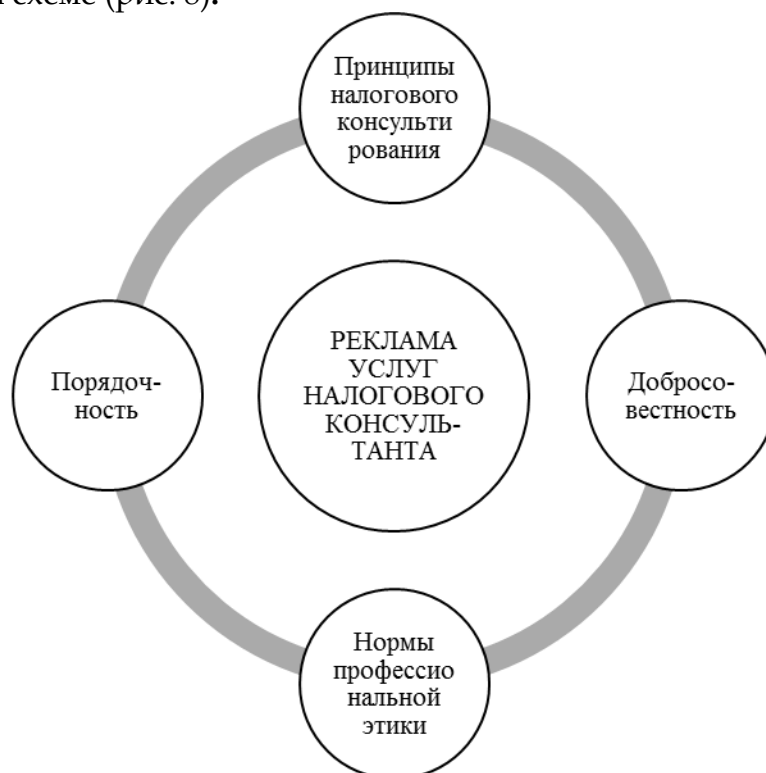 схеме (рис. 6).
Принципы
налогового
консульти
рования
Порядоч-
ность
РЕКЛАМА
УСЛУГ
НАЛОГОВОГО
КОНСУЛЬ-
ТАНТА
Добросо-
вестность
Нормы
профессио
нальной
этики